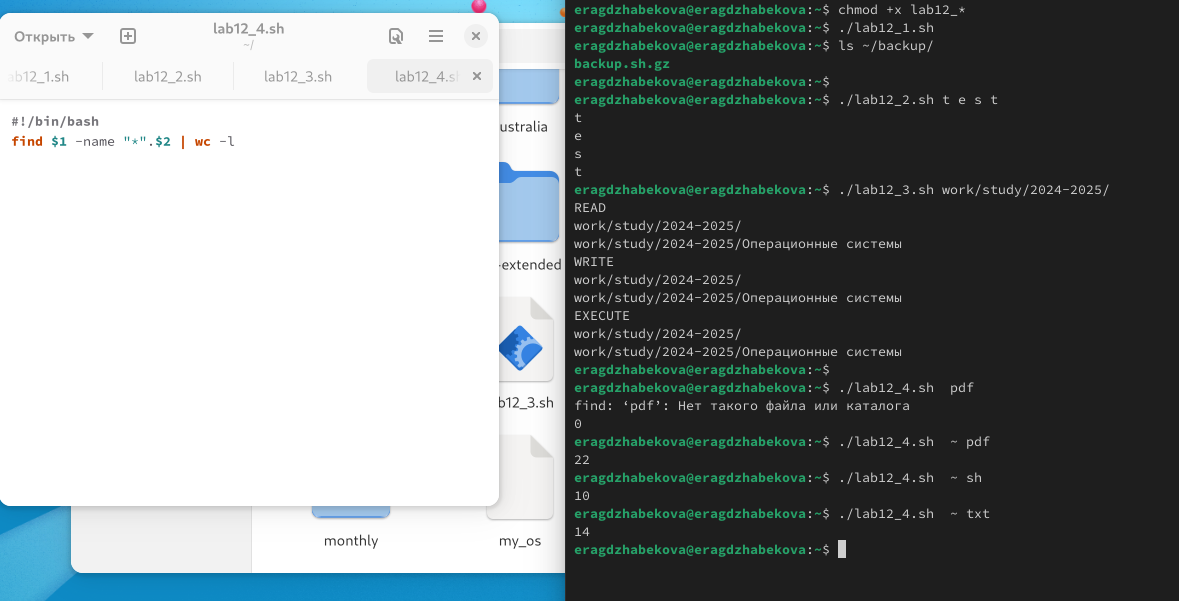 Открыть
lab12_4.sh
~/
ab12_1.sh
lab12_2.sh
lab12_3.sh
lab12_4.sl
#!/bin/bash
find $1 -name "*".$2 | wc -l
ustralia
-extended
b12_3.sh
monthly
my_os
eragdzhabekova@eragdzhabekova:~$ chmod +x lab12_*
eragdzhabekova@eragdzhabekova:~$ ./lab12_1.sh
eragdzhabekova@eragdzhabekova:~$ ls ~/backup/
backup.sh.gz
eragdzhabekova@eragdzhabekova:~$
eragdzhabekova@eragdzhabekova:~$ ./lab12_2.sh t e s t
t
e
s
t
eragdzhabekova@eragdzhabekova:~$ ./lab12_3.sh work/study/2024-2025/
READ
work/study/2024-2025/
work/study/2024-2025/Операционные системы
WRITE
work/study/2024-2025/
work/study/2024-2025/Операционные системы
EXECUTE
work/study/2024-2025/
work/study/2024-2025/Операционные системы
eragdzhabekova@eragdzhabekova:~$
eragdzhabekova@eragdzhabekova:~$ ./lab12_4.sh  pdf
find: ‘pdf’: Нет такого файла или каталога
0
eragdzhabekova@eragdzhabekova:~$ ./lab12_4.sh  ~ pdf
22
eragdzhabekova@eragdzhabekova:~$ ./lab12_4.sh  ~ sh
10
eragdzhabekova@eragdzhabekova:~$ ./lab12_4.sh  ~ txt
14
eragdzhabekova@eragdzhabekova:~$